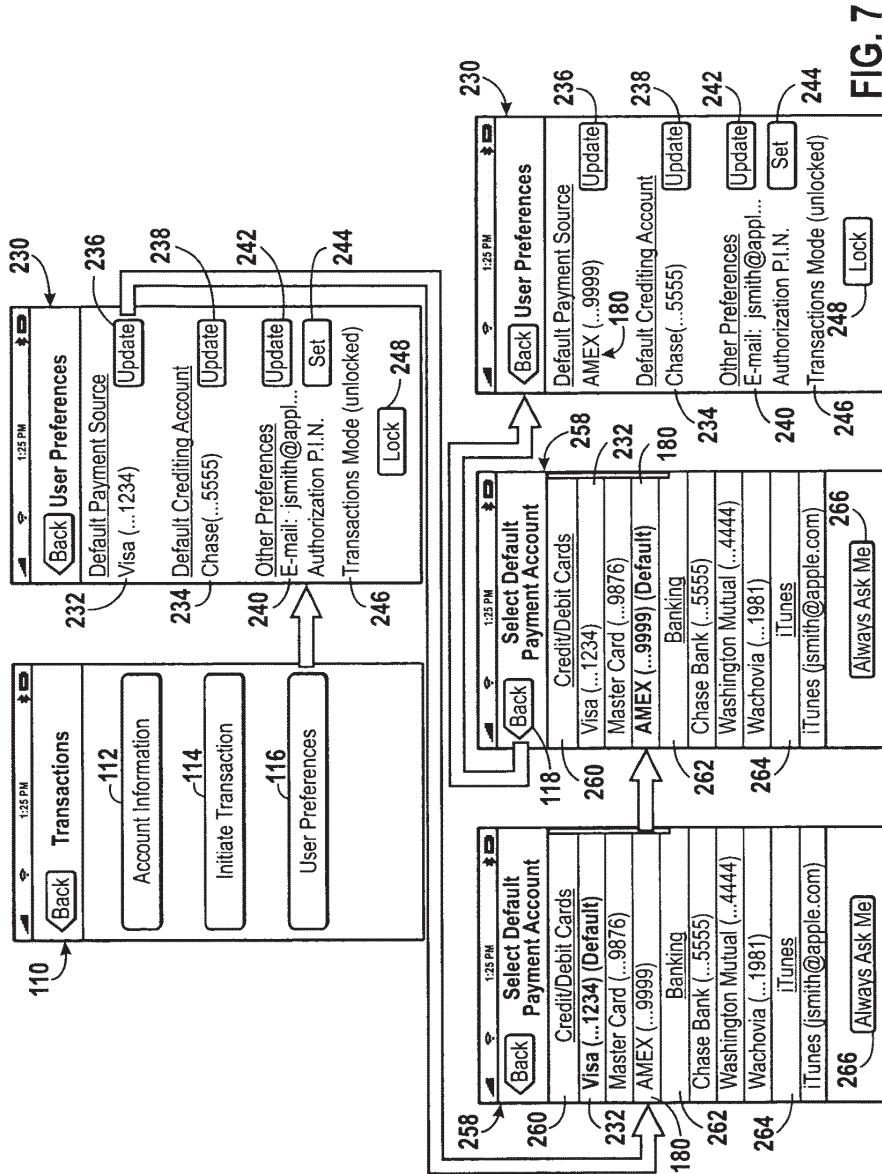 1:25 PM
Back Transactions
110
Account Information
112
Initiate Transaction
114
User Preferences
116
1:25 PM
230
Back User Preferences
Default Payment Source
Visa (...1234)
232
Update
236
Default Crediting Account
Chase(...5555)
234
Update
238
Other Preferences
E-mail: jsmith@appl...
240
Update
242
Authorization P.I.N.
Set
244
Transactions Mode (unlocked)
246
Lock
248
1:25 PM
258
Back
Select Default
Payment Account
Credit/Debit Cards
260
Visa (...1234) (Default)
232
Master Card (...9876)
AMEX (...9999)
180
Banking
262
Chase Bank (...5555)
Washington Mutual (...4444)
Wachovia (...1981)
iTunes
264
iTunes (jsmith@apple.com)
Always Ask Me
266
1:25 PM
258
Back
118
Select Default
Payment Account
Credit/Debit Cards
260
Visa (...1234)
232
Master Card (...9876)
AMEX (...9999) (Default)
180
Banking
262
Chase Bank (...5555)
Washington Mutual (...4444)
Wachovia (...1981)
iTunes
264
iTunes (jsmith@apple.com)
Always Ask Me
266
1:25 PM
230
Back User Preferences
Default Payment Source
AMEX (...9999)
180
Update
236
Default Crediting Account
Chase(...5555)
234
Update
238
Other Preferences
E-mail: jsmith@appl...
240
Update
242
Authorization P.I.N.
Set
244
Transactions Mode (unlocked)
246
Lock
248
FIG. 7